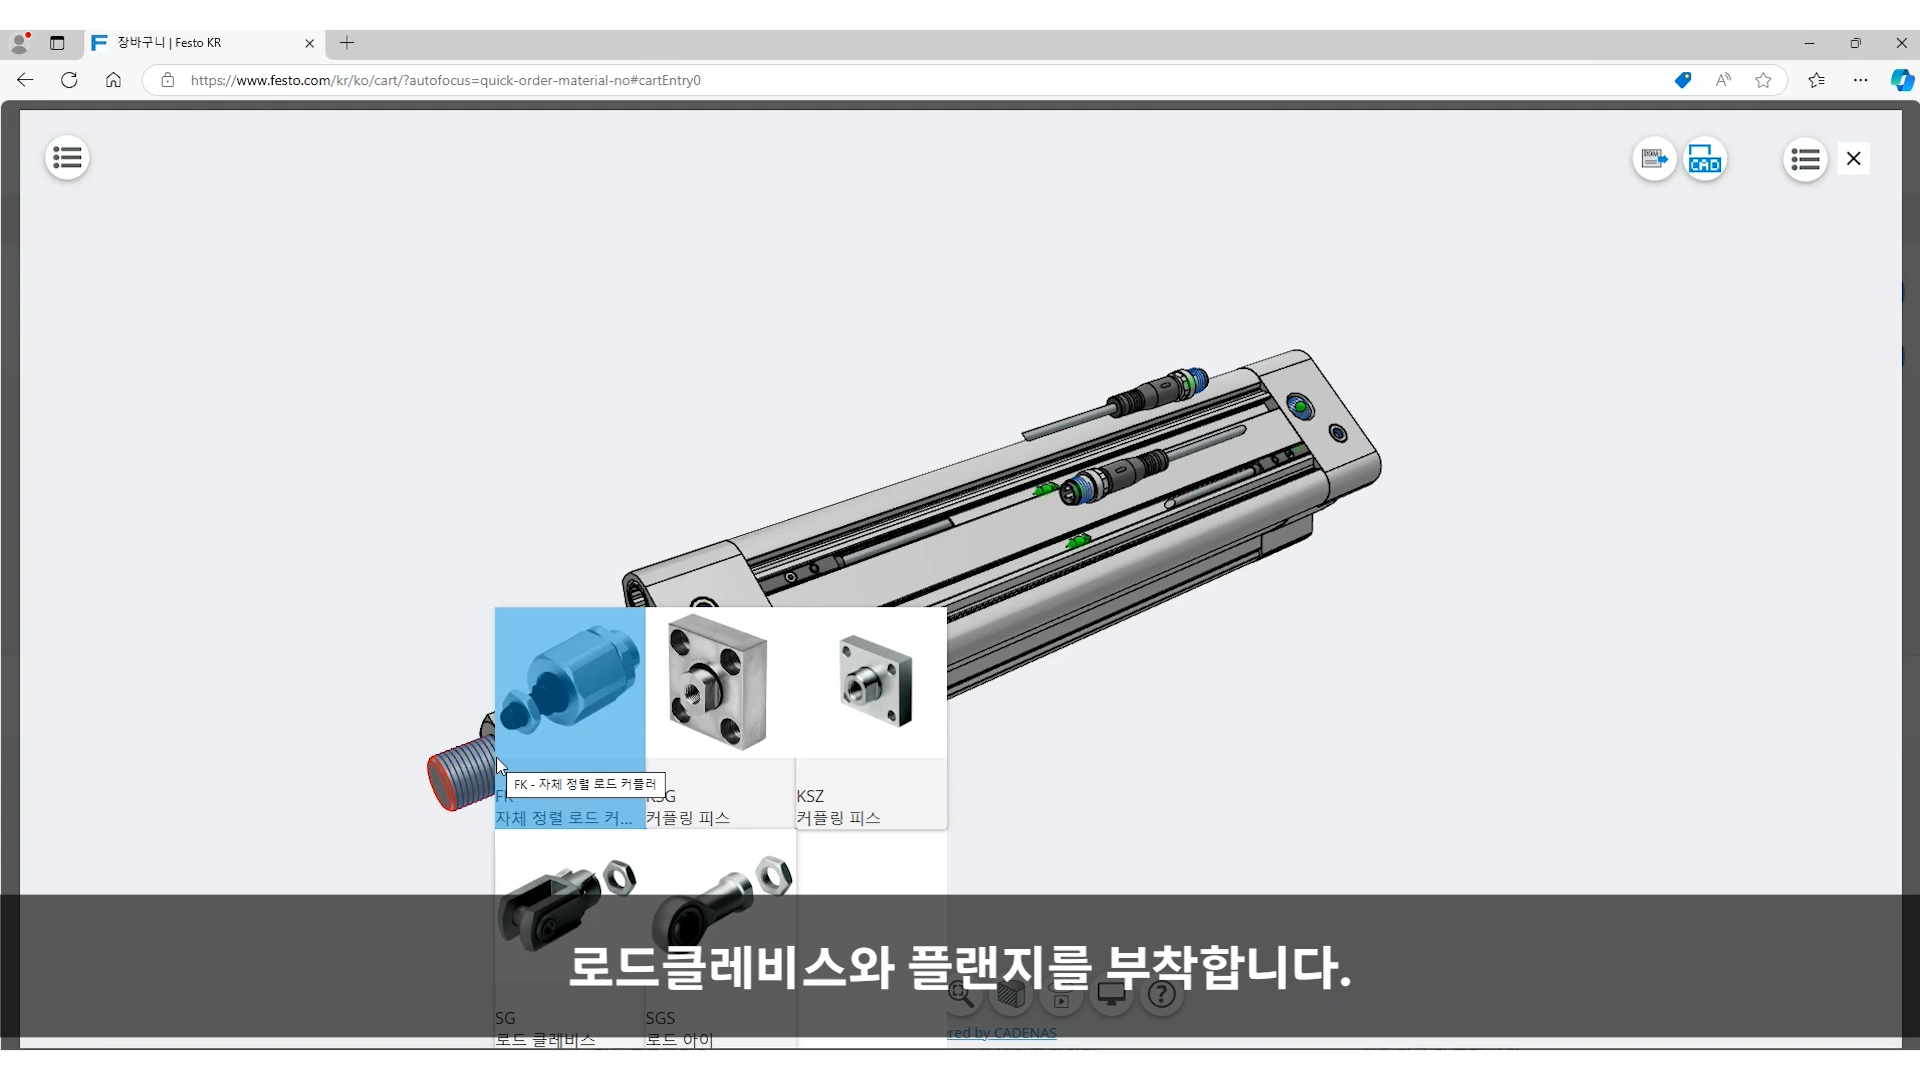 장바구니 | Festo KR
https://www.festo.com/kr/ko/cart/?autofocus=quick-order-material-no#cartEntry0
BOM
CAD
FK - 자체 정렬 로드 커플러
FK
자체 정렬 로드 커...
KSG
커플링 피스
KSZ
커플링 피스
로드클레비스와 플랜지를 부착합니다.
SG
로드 클레비스
SGS
로드 아이
ered by CADENAS